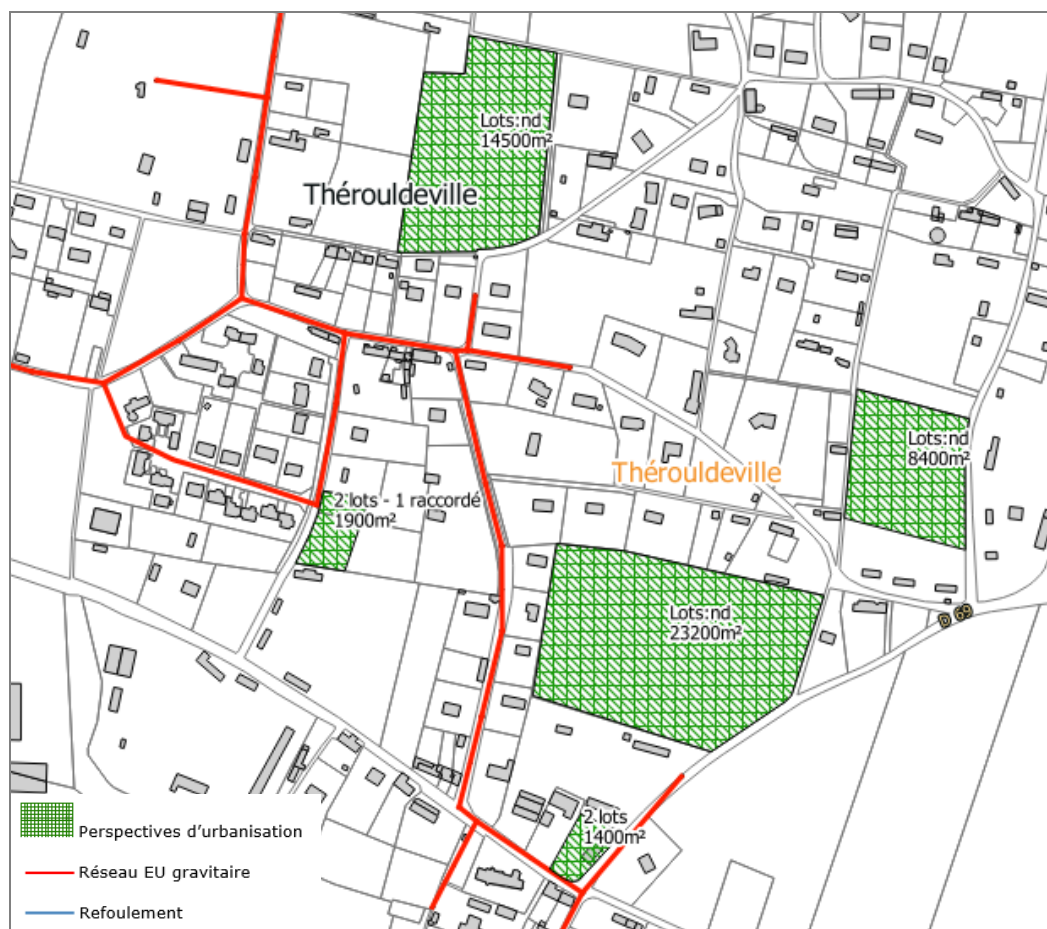 Lots:nd
14500m²
Thérouldeville
Lots:nd
8400m²
Thérouldeville
2 lots - 1 raccordé
1900m²
Lots:nd
23200m²
D 69
2 lots
1400m²
Perspectives d'urbanisation
Réseau EU gravitaire
Refoulement